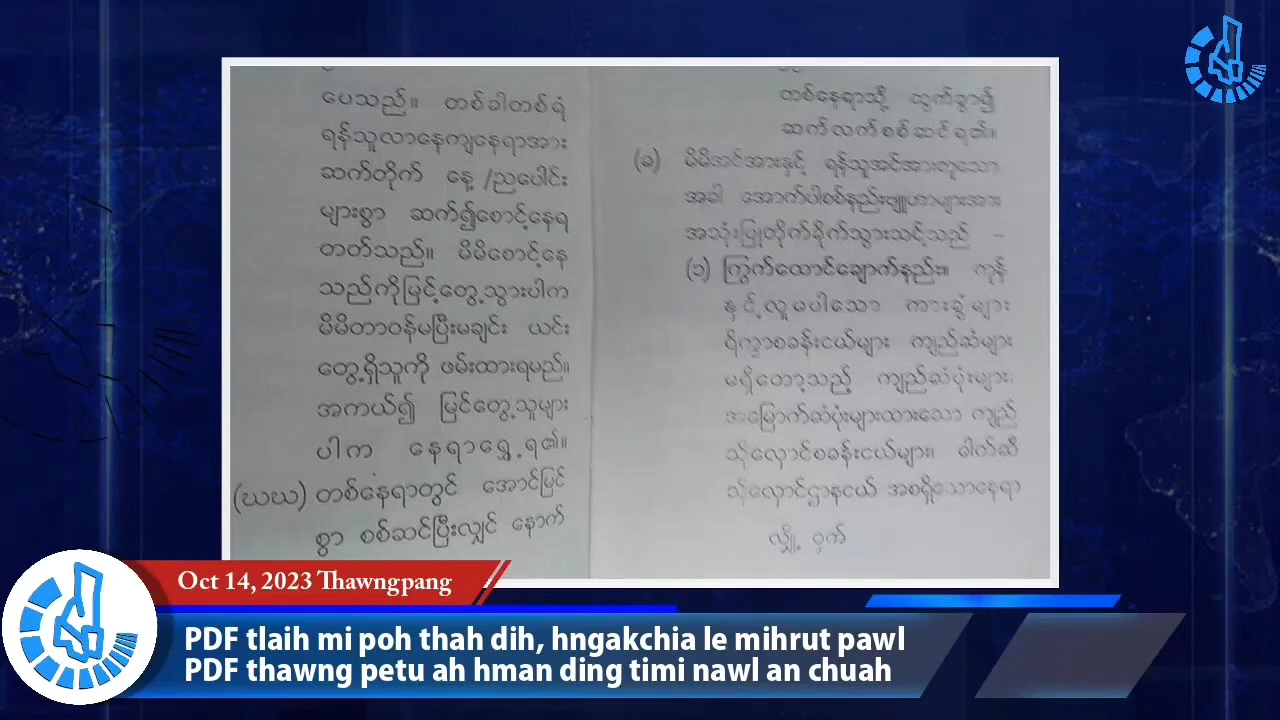 ပေသည်။ တစ်ခါတစ်ရံ
ရန်သူလာနေကျနေရာအား
ဆက်တိုက် နေ့/ညပေါင်း
များစွာ ဆက်၍စောင့်နေရ
တတ်သည်။ မိမိစောင့်နေ
သည်ကိုမြင့်တွေ့သွားပါက
မိမိတာဝန်မပြီးမချင်း ယင်း
တွေ့ရှိသူကို ဖမ်းထားရမည်။
အကယ်၍ မြင်တွေ့သူများ
ပါက နေရာရွှေ့ရ၏။
(ဃဃ) တစ်နေရာတွင် အောင်မြင်
စွာ စစ်ဆင်ပြီးလျှင် နောက်
တစ်နေရာသို့ ထွက်ခွာ၍
ဆက်လက်စစ်ဆင်ရ၏။
(ခ) မိမိအင်အားနှင့် ရန်သူအင်အားတူသော
အခါ အောက်ပါစစ်နည်းဗျူဟာများအား
အသုံးပြုတိုက်ခိုက်သွားသင့်သည် –
(၁) ကြွက်ထောင်ချောက်နည်း။ ကုန်
နှင့်လူမပါသော ကားခွံများ
ရိက္ခာစခန်းငယ်များ ကျည်ဆံများ
မရှိတော့သည့် ကျည်ဆံပုံးများ
အမြောက်ဆံပုံးများထားသော ကျည်
သိုလှောင်စခန်းငယ်များ၊ ဓါတ်ဆီ
သိုလှောင်ဌာနငယ် အစရှိသောနေရာ
လျှို့ ဝှက်
Oct 14, 2023 Thawngpang
PDF tlaih mi poh thah dih, hngakchia le mihrut pawl
PDF thawng petu ah hman ding timi nawl an chuah